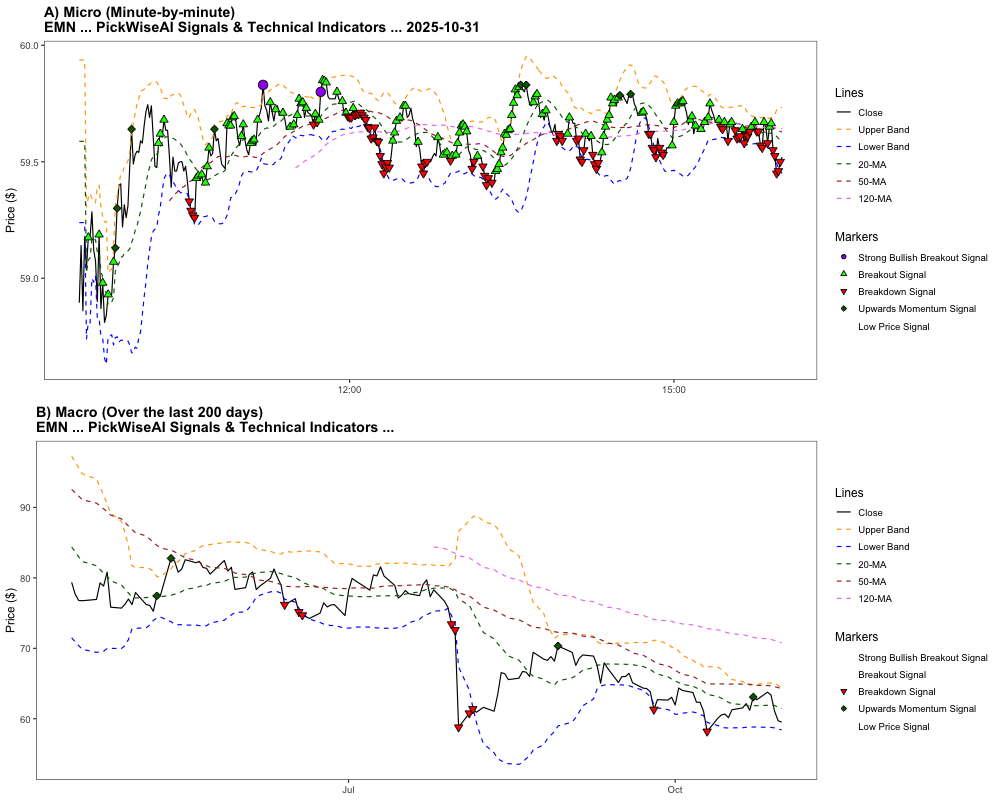 A) Micro (Minute-by-minute)
EMN ... PickWiseAI Signals & Technical Indicators ... 2025-10-31
60.0
59.5
59.0
Price ($)
12:00
15:00
Lines
Close
Upper Band
Lower Band
20-MA
50-MA
120-MA
Markers
Strong Bullish Breakout Signal
Breakout Signal
Breakdown Signal
Upwards Momentum Signal
Low Price Signal
B) Macro (Over the last 200 days)
EMN ... PickWiseAI Signals & Technical Indicators ...
90
80
70
60
Price ($)
Jul
Oct
Lines
Close
Upper Band
Lower Band
20-MA
50-MA
120-MA
Markers
Strong Bullish Breakout Signal
Breakout Signal
Breakdown Signal
Upwards Momentum Signal
Low Price Signal